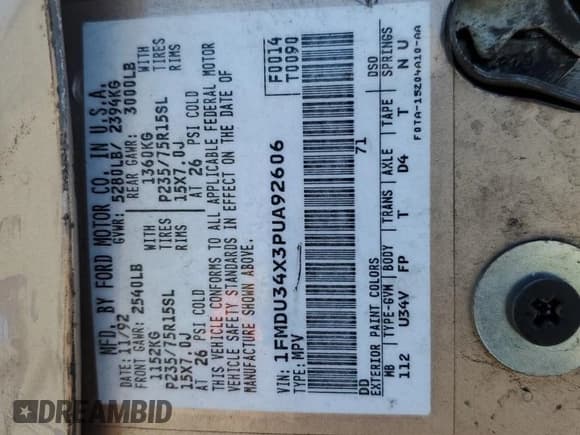 MFD. BY FORD MOTOR CO. IN U.S.A.
DATE: 11/92 GVWR: 5280LB/ 2394KG
FRONT GAWR: 2540LB REAR GAWR: 3000LB
1152KG WITH 1360KG WITH
P235/75R15SL TIRES P235/75R15SL TIRES
15X7.0J RIMS 15X7.0J RIMS
AT 26 PSI COLD AT 26 PSI COLD
THIS VEHICLE CONFORMS TO ALL APPLICABLE FEDERAL MOTOR
VEHICLE SAFETY STANDARDS IN EFFECT ON THE DATE OF
MANUFACTURE SHOWN ABOVE.
F0014
T0090
VIN: 1FMDU34X3PUA92606
TYPE: MPV
71
DD DSO
EXTERIOR PAINT COLORS
MB TYPE-GVM BODY TRANS AXLE TAPE SPRINGS
112 U34V FP T D4 T NU
F0TA-15294A10-AA
DREAMBID